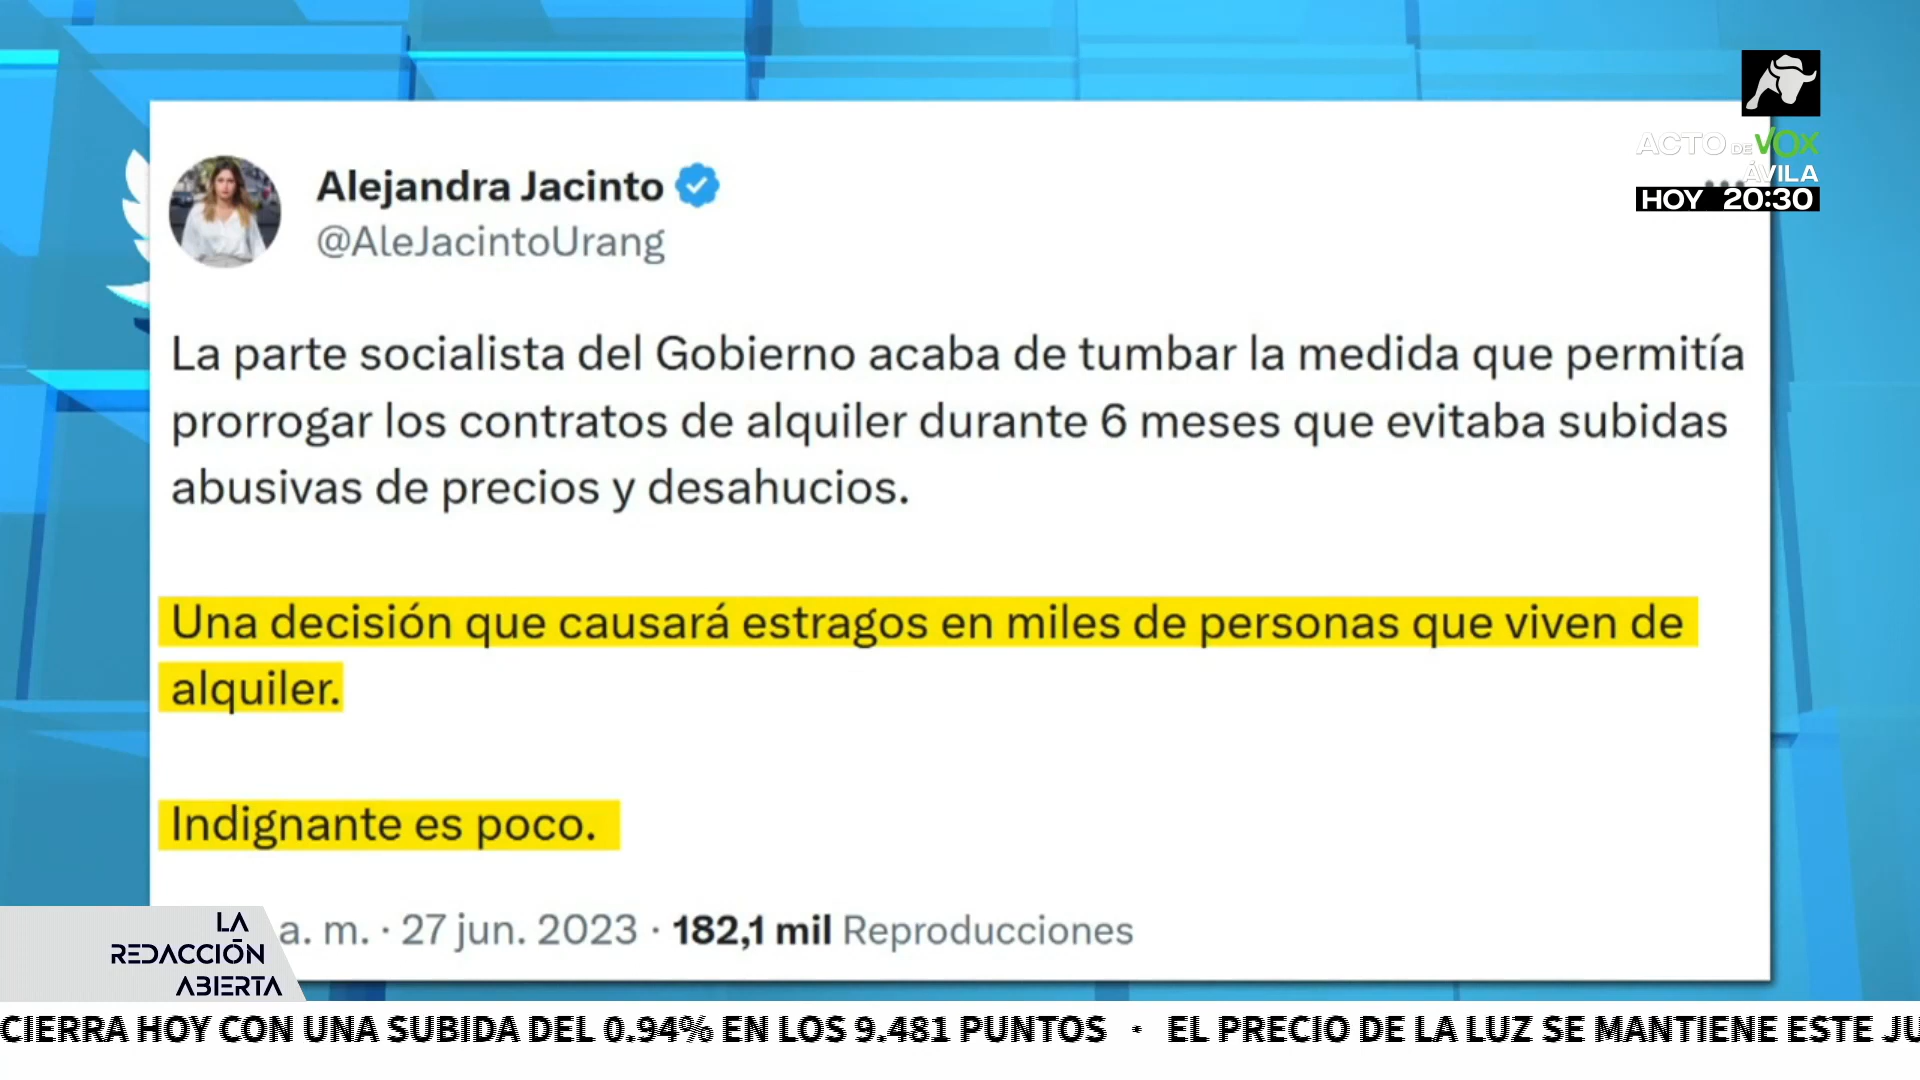 ACTO DE VOX
ÁVILA
HOY 20:30
Alejandra Jacinto
@AleJacintoUrang
La parte socialista del Gobierno acaba de tumbar la medida que permitía
prorrogar los contratos de alquiler durante 6 meses que evitaba subidas
abusivas de precios y desahucios.
Una decisión que causará estragos en miles de personas que viven de
alquiler.
Indignante es poco.
a. m. · 27 jun. 2023 · 182,1 mil Reproducciones
LA
REDACCIÓN
ABIERTA
CIERRA HOY CON UNA SUBIDA DEL 0.94% EN LOS 9.481 PUNTOS · EL PRECIO DE LA LUZ SE MANTIENE ESTE JU